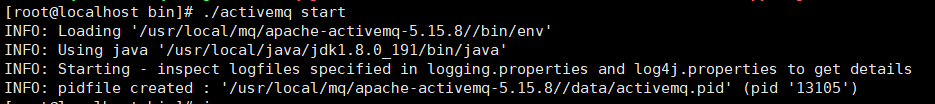 [root@localhost bin]# ./activemq start
INFO: Loading '/usr/local/mq/apache-activemq-5.15.8//bin/env'
INFO: Using java '/usr/local/java/jdk1.8.0_191/bin/java'
INFO: Starting - inspect logfiles specified in logging.properties and log4j.properties to get details
INFO: pidfile created : '/usr/local/mq/apache-activemq-5.15.8//data/activemq.pid' (pid '13105')